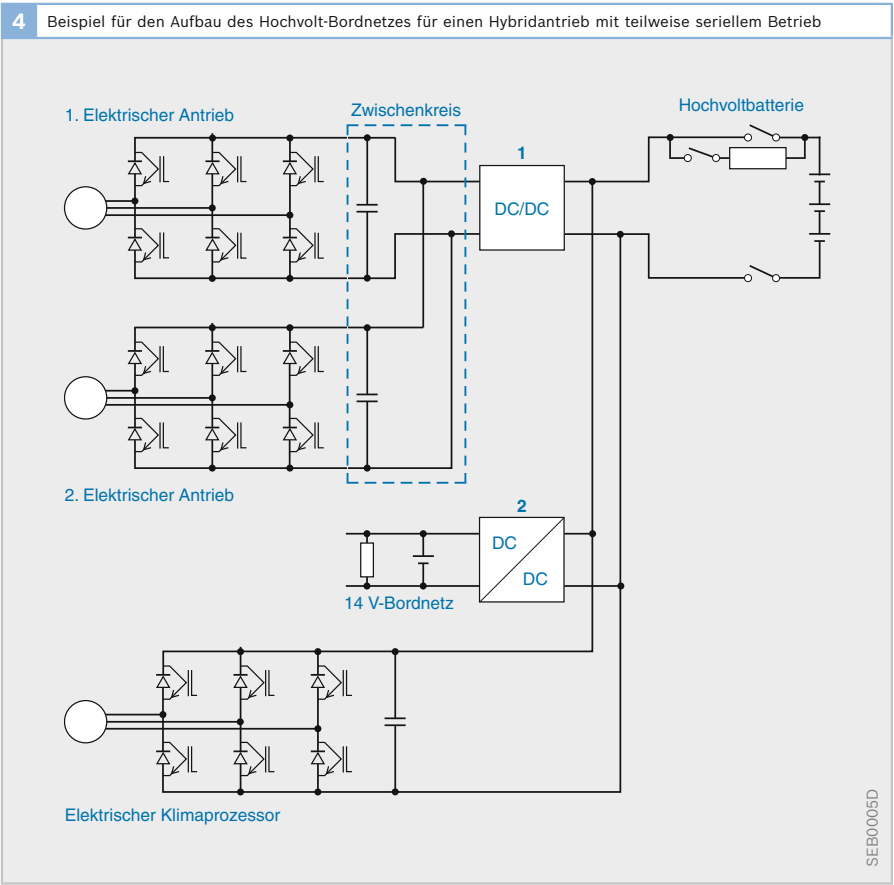 4 Beispiel für den Aufbau des Hochvolt-Bordnetzes für einen Hybridantrieb mit teilweise seriellem Betrieb
1. Elektrischer Antrieb
Zwischenkreis
Hochvoltbatterie
1
DC/DC
2. Elektrischer Antrieb
2
DC
DC
14 V-Bordnetz
Elektrischer Klimaprozessor
SEB0005D